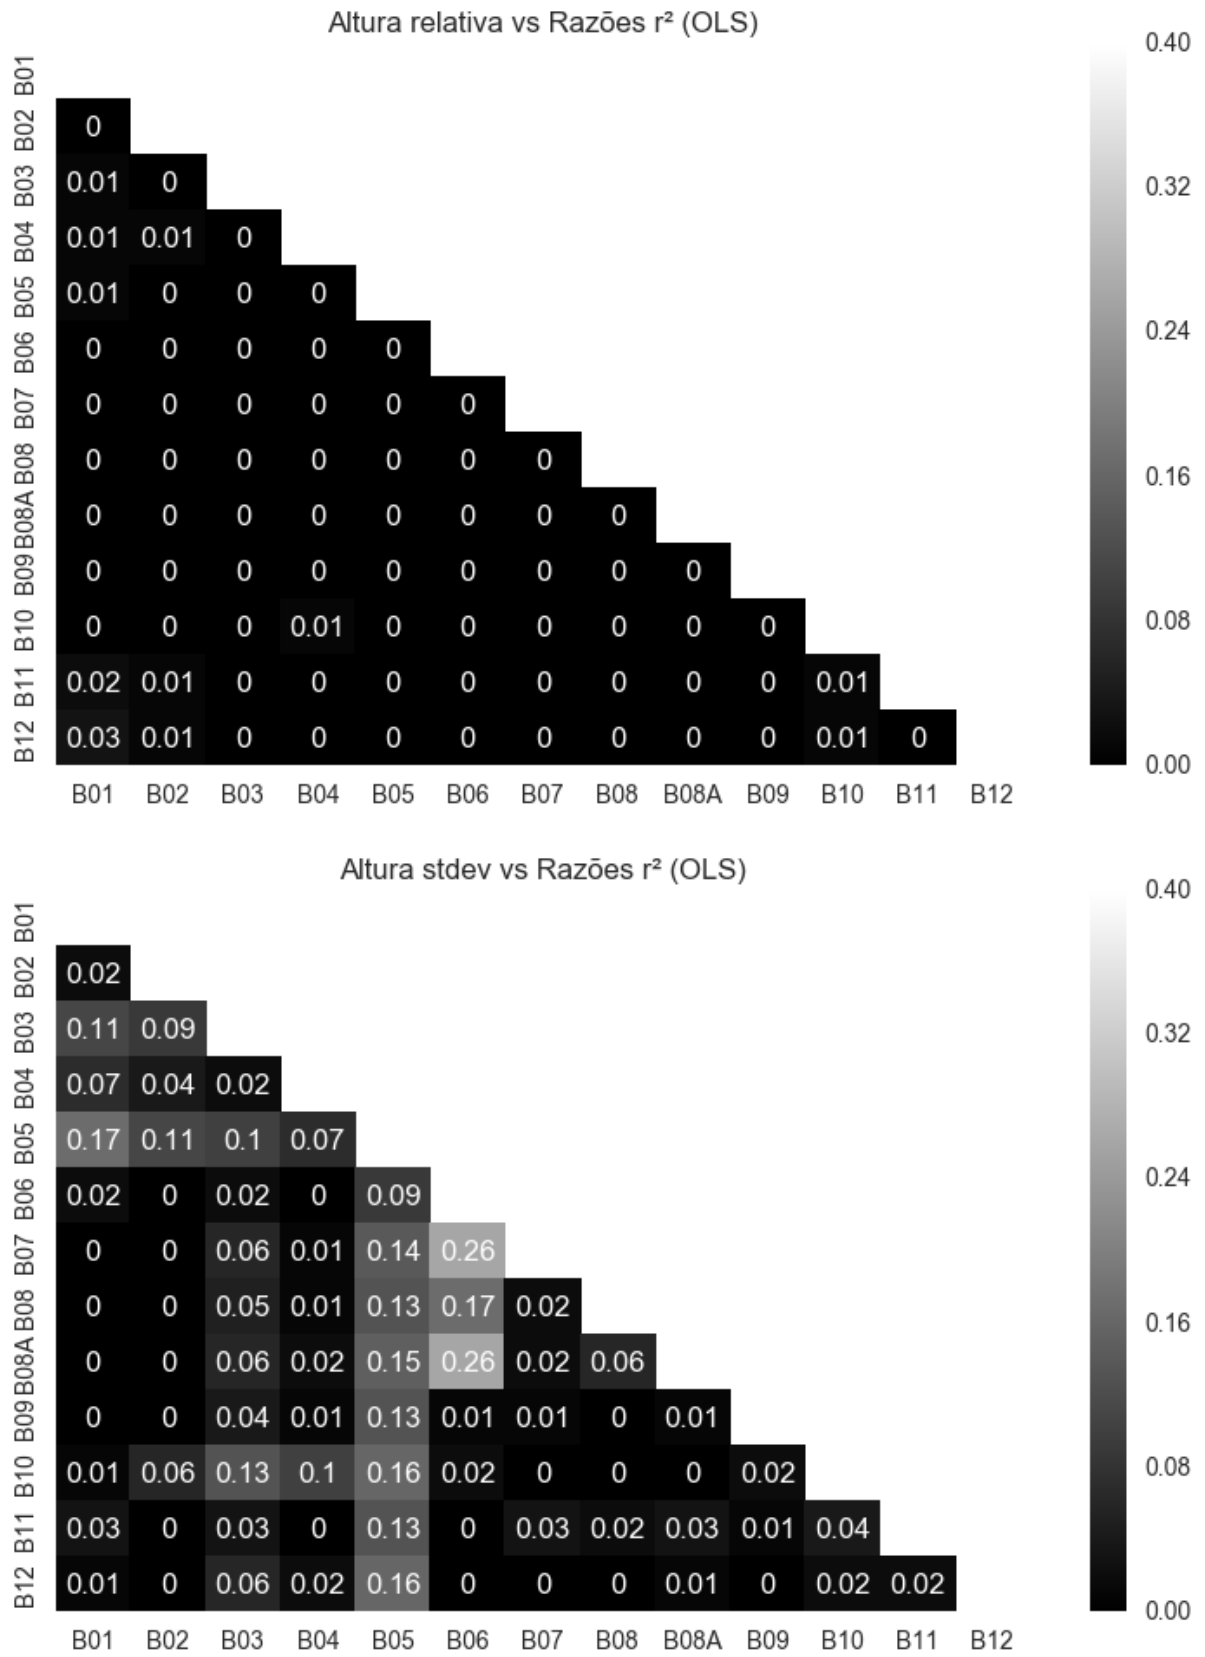 Altura relativa vs Razões r² (OLS)
0.40
B01
B02 0
B03 0.01 0
0.32
B04 0.01 0.01 0
B05 0.01 0 0 0
0.24
B06 0 0 0 0 0
B07 0 0 0 0 0 0
B08 0 0 0 0 0 0 0
0.16
B08A 0 0 0 0 0 0 0 0
B09 0 0 0 0 0 0 0 0 0
B10 0 0 0 0.01 0 0 0 0 0 0
0.08
B11 0.02 0.01 0 0 0 0 0 0 0 0 0.01
B12 0.03 0.01 0 0 0 0 0 0 0 0 0.01 0
0.00
B01 B02 B03 B04 B05 B06 B07 B08 B08A B09 B10 B11 B12
Altura stdev vs Razões r² (OLS)
0.40
B01
B02 0.02
B03 0.11 0.09
0.32
B04 0.07 0.04 0.02
B05 0.17 0.11 0.1 0.07
0.24
B06 0.02 0 0.02 0 0.09
B07 0 0 0.06 0.01 0.14 0.26
B08 0 0 0.05 0.01 0.13 0.17 0.02
0.16
B08A 0 0 0.06 0.02 0.15 0.26 0.02 0.06
B09 0 0 0.04 0.01 0.13 0.01 0.01 0 0.01
B10 0.01 0.06 0.13 0.1 0.16 0.02 0 0 0 0.02
0.08
B11 0.03 0 0.03 0 0.13 0 0.03 0.02 0.03 0.01 0.04
B12 0.01 0 0.06 0.02 0.16 0 0 0 0.01 0 0.02 0.02
0.00
B01 B02 B03 B04 B05 B06 B07 B08 B08A B09 B10 B11 B12